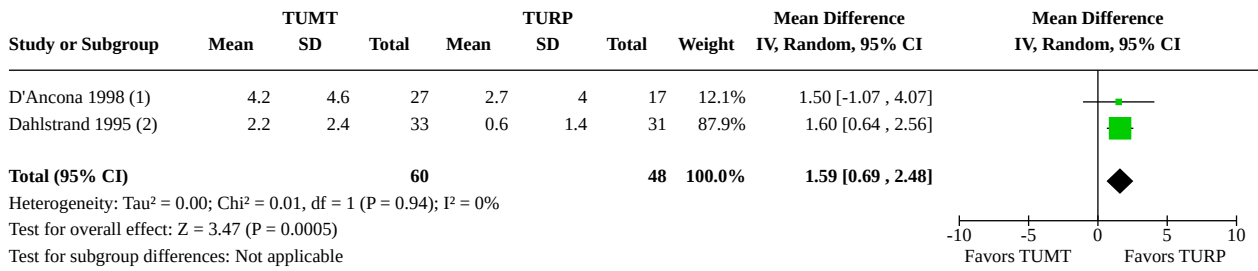 TUMT TURP Mean Difference Mean Difference
Study or Subgroup Mean SD Total Mean SD Total Weight IV, Random, 95% CI IV, Random, 95% CI
D'Ancona 1998 (1) 4.2 4.6 27 2.7 4 17 12.1% 1.50 [-1.07 , 4.07]
Dahlstrand 1995 (2) 2.2 2.4 33 0.6 1.4 31 87.9% 1.60 [0.64 , 2.56]
Total (95% CI) 60 48 100.0% 1.59 [0.69 , 2.48]
Heterogeneity: Tau² = 0.00; Chi² = 0.01, df = 1 (P = 0.94); I² = 0%
Test for overall effect: Z = 3.47 (P = 0.0005)
-10 -5 0 5 10
Test for subgroup differences: Not applicable
Favors TUMT Favors TURP